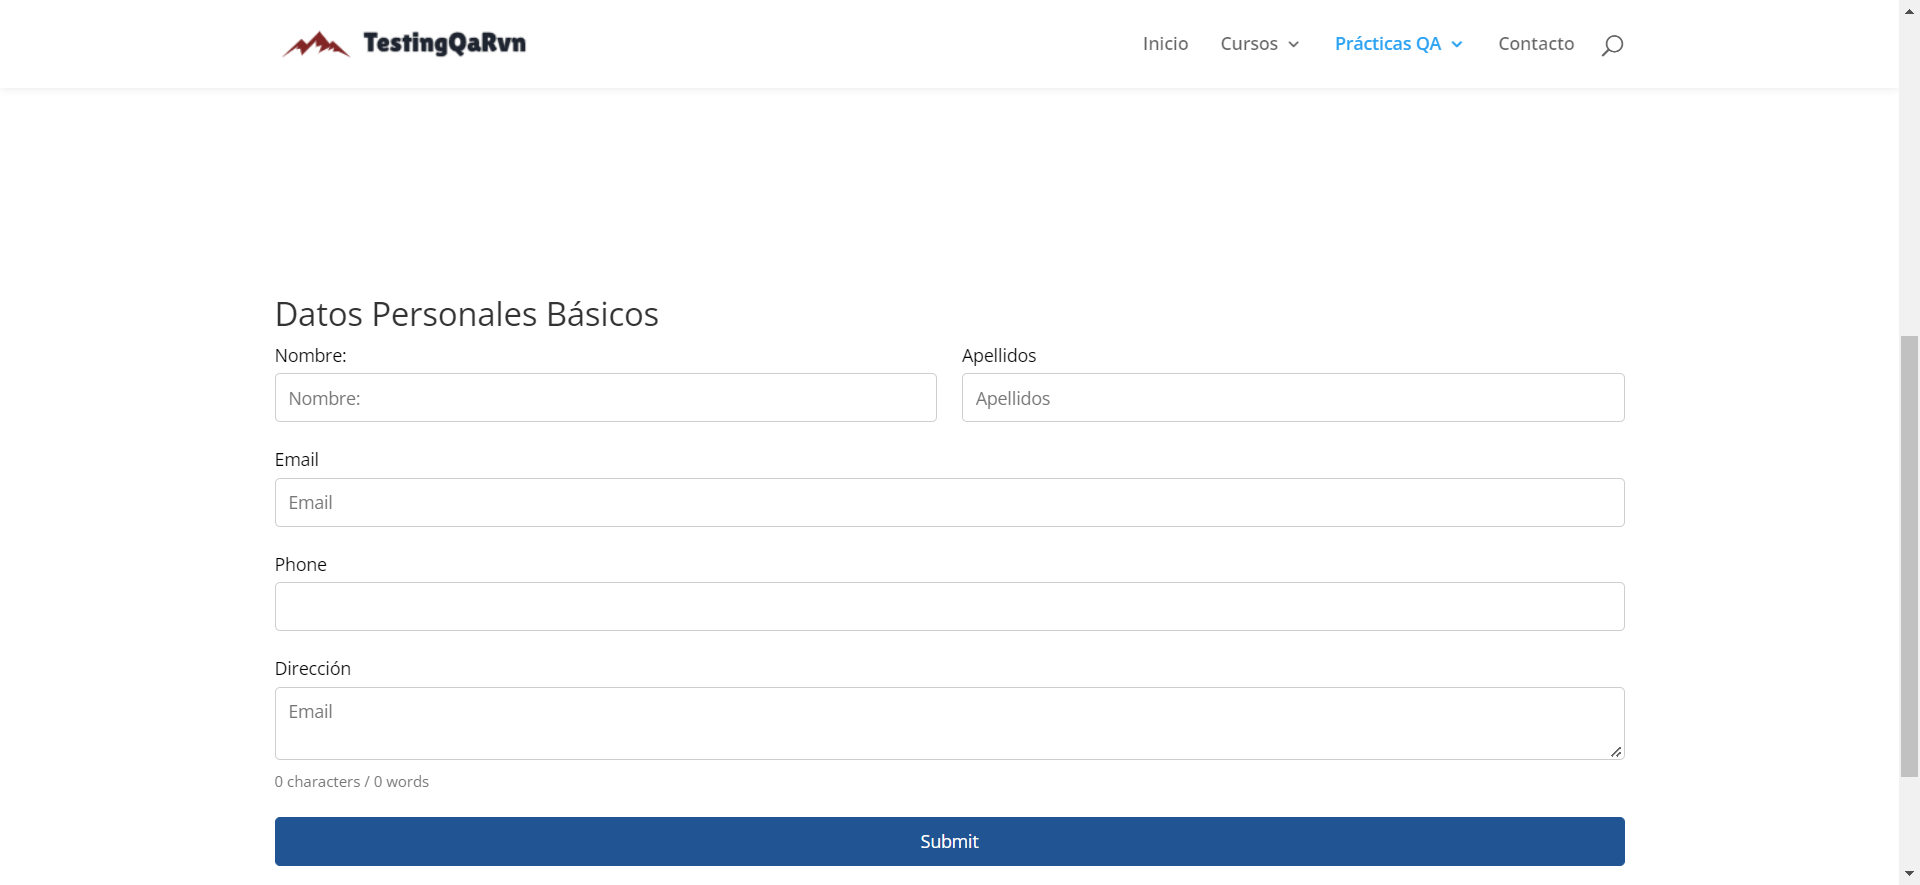 TestingQaRvn
Inicio Cursos Prácticas QA Contacto
Datos Personales Básicos
Nombre: Apellidos
Nombre: Apellidos
Email
Email
Phone
Dirección
Email
0 characters / 0 words
Submit